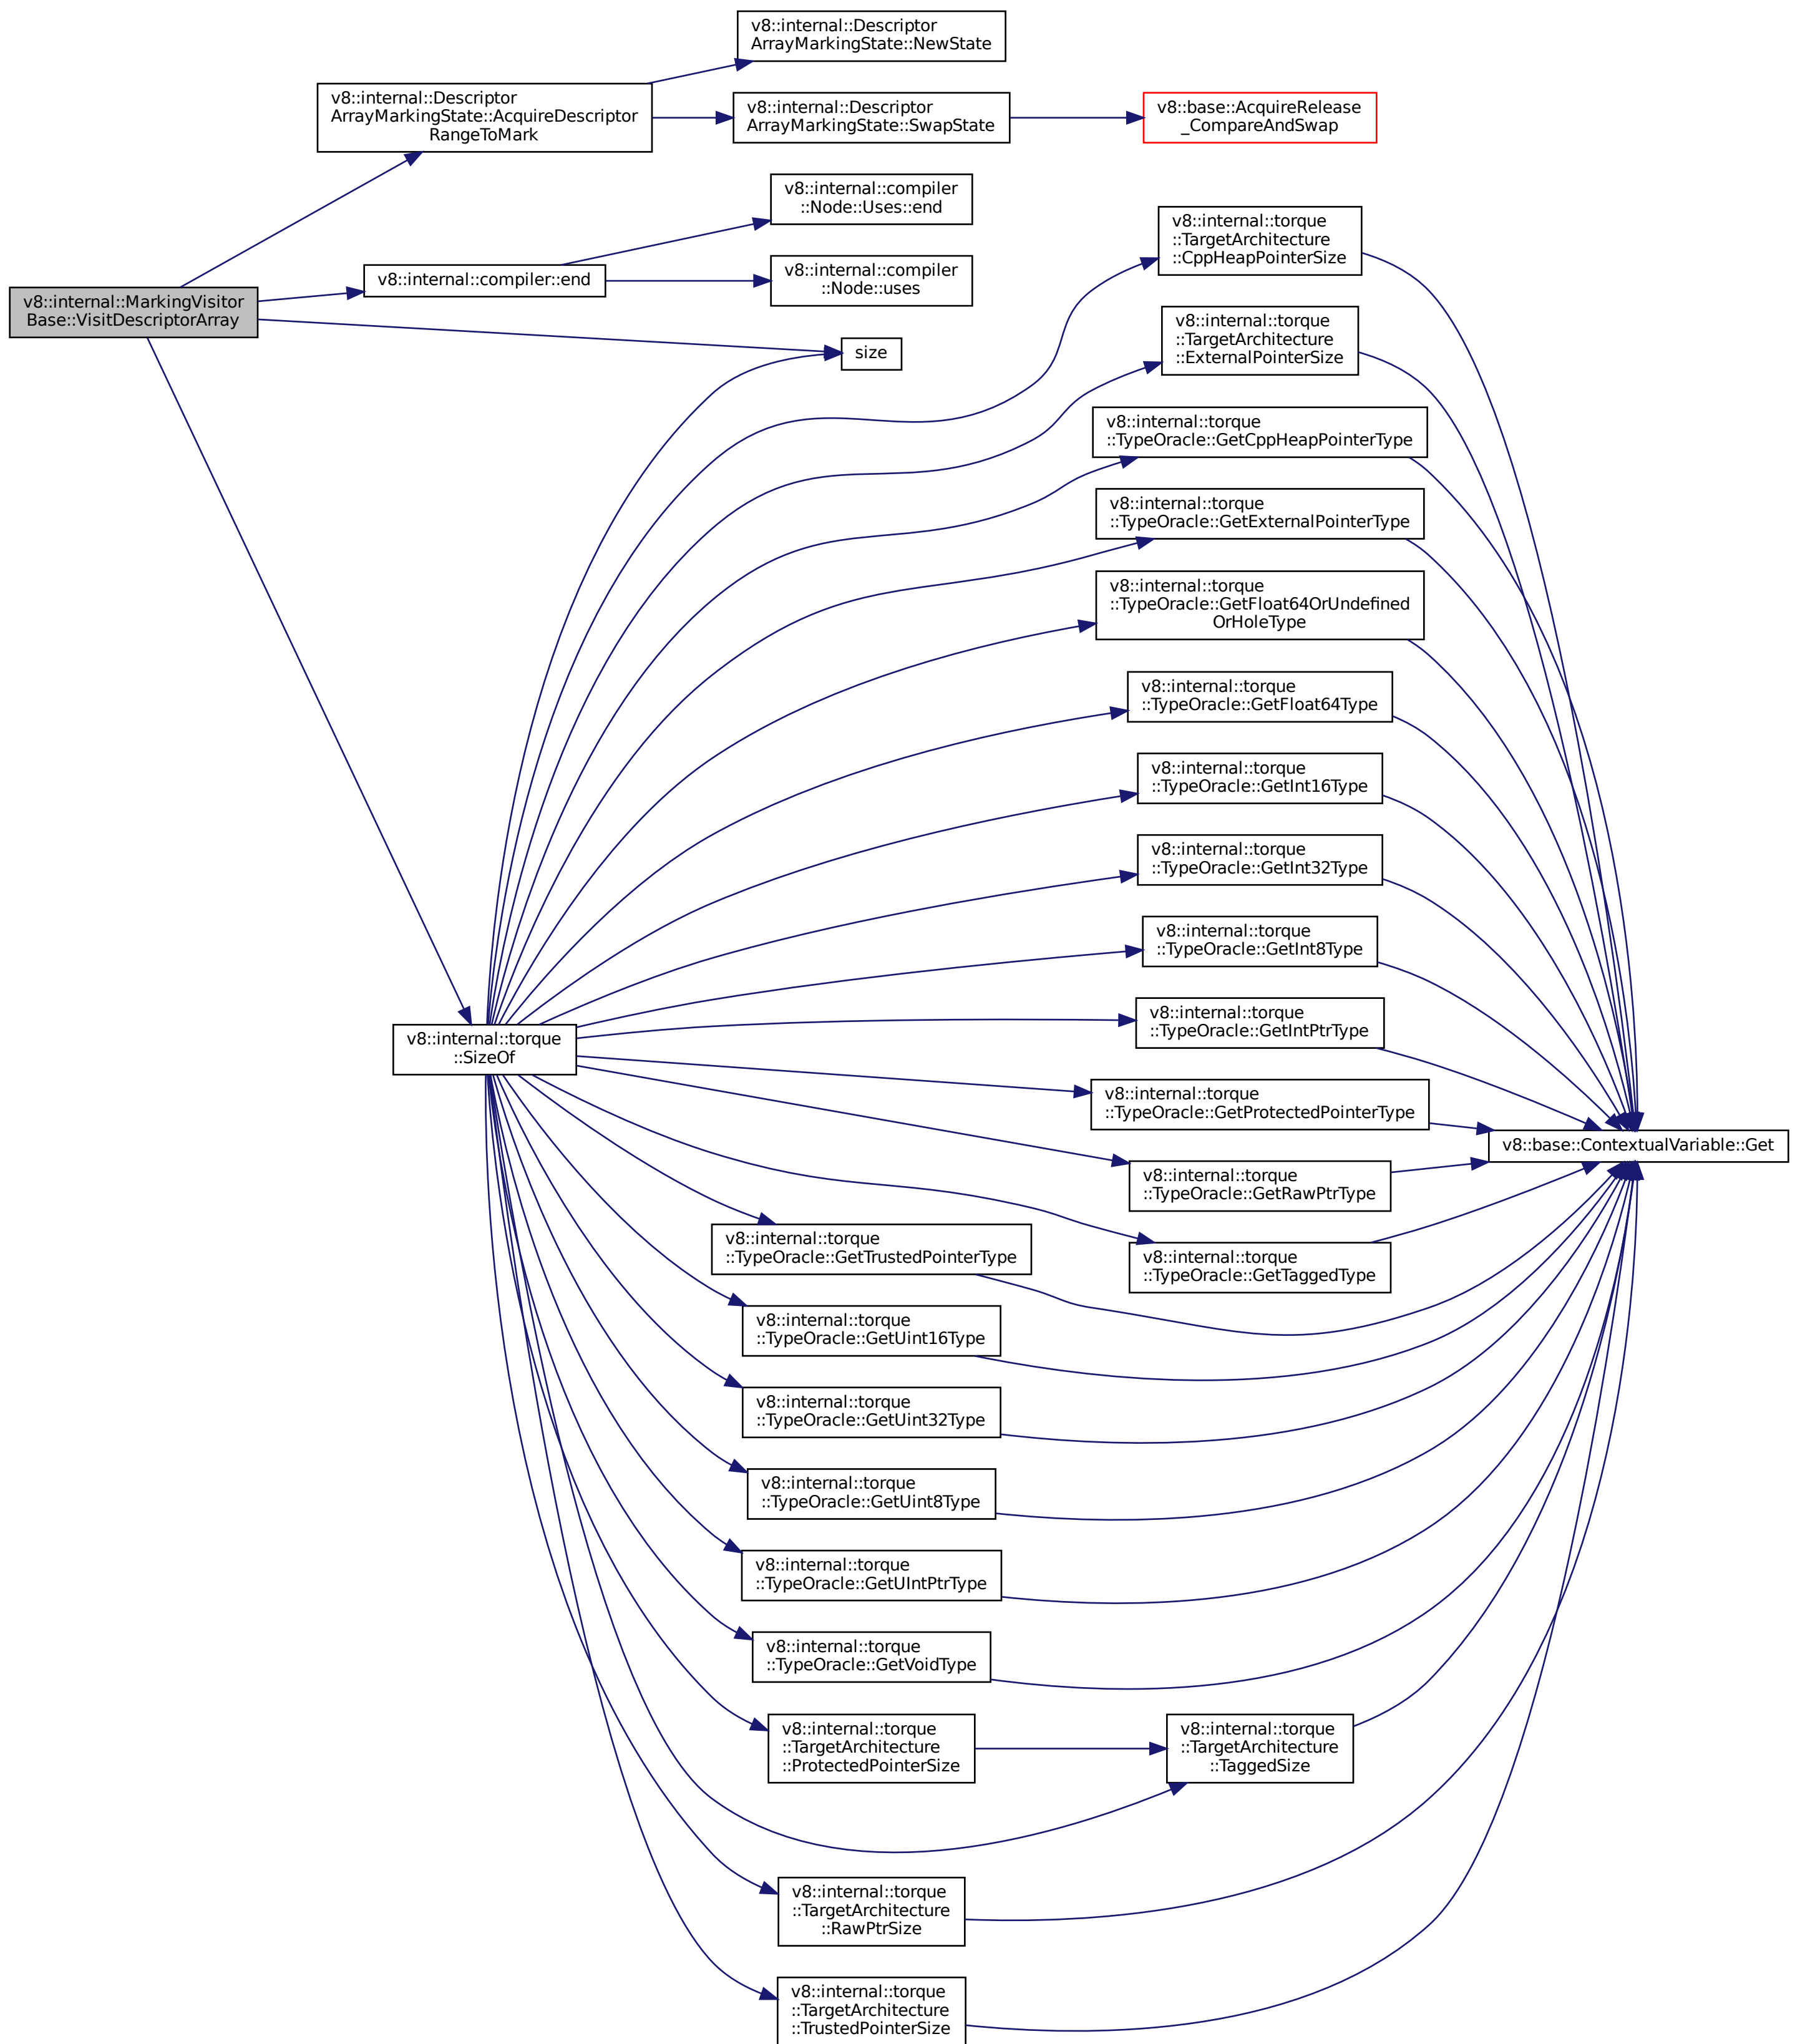 v8::internal::Descriptor
ArrayMarkingState::NewState
v8::internal::Descriptor
ArrayMarkingState::AcquireDescriptor
RangeToMark
v8::internal::Descriptor
ArrayMarkingState::SwapState
v8::base::AcquireRelease
_CompareAndSwap
v8::internal::compiler
::Node::Uses::end
v8::internal::compiler::end
v8::internal::compiler
::Node::uses
v8::internal::MarkingVisitor
Base::VisitDescriptorArray
size
v8::internal::torque
::TargetArchitecture
::CppHeapPointerSize
v8::internal::torque
::TargetArchitecture
::ExternalPointerSize
v8::internal::torque
::TypeOracle::GetCppHeapPointerType
v8::internal::torque
::TypeOracle::GetExternalPointerType
v8::internal::torque
::TypeOracle::GetFloat64OrUndefined
OrHoleType
v8::internal::torque
::TypeOracle::GetFloat64Type
v8::internal::torque
::TypeOracle::GetInt16Type
v8::internal::torque
::TypeOracle::GetInt32Type
v8::internal::torque
::TypeOracle::GetInt8Type
v8::internal::torque
::TypeOracle::GetIntPtrType
v8::internal::torque
::SizeOf
v8::internal::torque
::TypeOracle::GetProtectedPointerType
v8::base::ContextualVariable::Get
v8::internal::torque
::TypeOracle::GetRawPtrType
v8::internal::torque
::TypeOracle::GetTrustedPointerType
v8::internal::torque
::TypeOracle::GetTaggedType
v8::internal::torque
::TypeOracle::GetUint16Type
v8::internal::torque
::TypeOracle::GetUint32Type
v8::internal::torque
::TypeOracle::GetUint8Type
v8::internal::torque
::TypeOracle::GetUIntPtrType
v8::internal::torque
::TypeOracle::GetVoidType
v8::internal::torque
::TargetArchitecture
::ProtectedPointerSize
v8::internal::torque
::TargetArchitecture
::TaggedSize
v8::internal::torque
::TargetArchitecture
::RawPtrSize
v8::internal::torque
::TargetArchitecture
::TrustedPointerSize